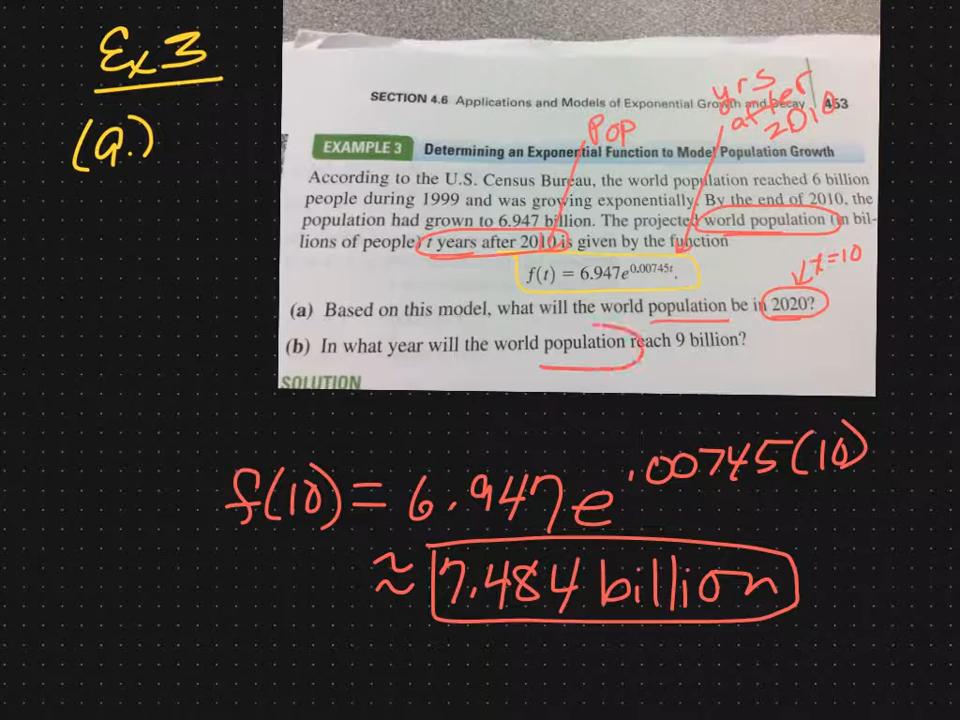 Ex 3
(a.)
SECTION 4.6 Applications and Models of Exponential Growth and Decay 453
yrs
after
2010
Pop
EXAMPLE 3 Determining an Exponential Function to Model Population Growth
According to the U.S. Census Bureau, the world population reached 6 billion
people during 1999 and was growing exponentially. By the end of 2010, the
population had grown to 6.947 billion. The projected world population (in bil-
lions of people) t years after 2010 is given by the function
f(t) = 6.947e^{0.00745t}.
t=10
(a) Based on this model, what will the world population be in 2020?
(b) In what year will the world population reach 9 billion?
SOLUTION
f(10) = 6.947e^{.00745(10)}
≈ 7.484 billion